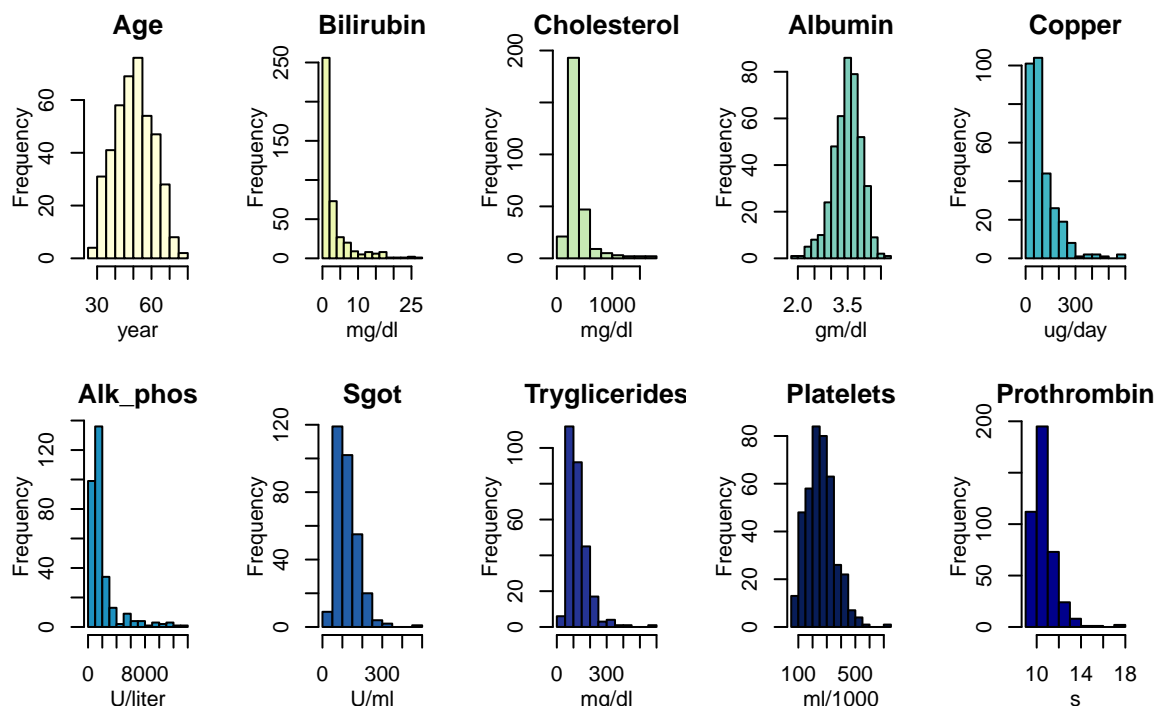 Age
Frequency
0 20 40 60
30 60
year
Bilirubin
Frequency
0 50 150 250
0 10 25
mg/dl
Cholesterol
Frequency
0 50 100 200
0 1000
mg/dl
Albumin
Frequency
0 20 40 60 80
2.0 3.5
gm/dl
Copper
Frequency
0 20 60 100
0 300
ug/day
Alk_phos
Frequency
0 40 80 120
0 8000
U/liter
Sgot
Frequency
0 40 80 120
0 300
U/ml
Tryglicerides
Frequency
0 20 60 100
0 300
mg/dl
Platelets
Frequency
0 20 40 60 80
100 500
ml/1000
Prothrombin
Frequency
0 50 100 200
10 14 18
s